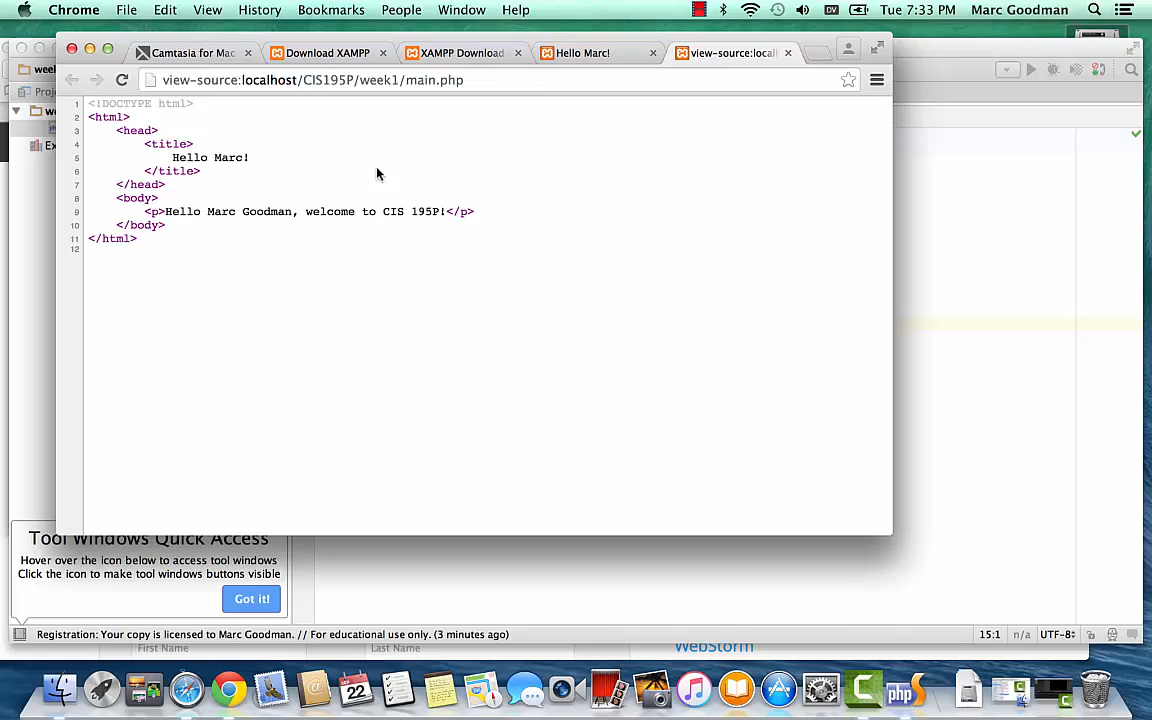 Chrome File Edit View History Bookmarks People Window Help DV Tue 7:33 PM Marc Goodman
Camtasia for Mac Download XAMPP XAMPP Download Hello Marc! view-source:local
view-source:localhost/CIS195P/week1/main.php
1 <!DOCTYPE html>
2 <html>
3 <head>
4 <title>
5 Hello Marc!
6 </title>
7 </head>
8 <body>
9 <p>Hello Marc Goodman, welcome to CIS 195P!</p>
10 </body>
11 </html>
12
Tool Windows Quick Access
Hover over the icon below to access tool windows
Click the icon to make tool windows buttons visible
Got it!
Registration: Your copy is licensed to Marc Goodman. // For educational use only. (3 minutes ago) 15:1 n/a UTF-8
First Name Last Name WebStorm
SEP
22
php